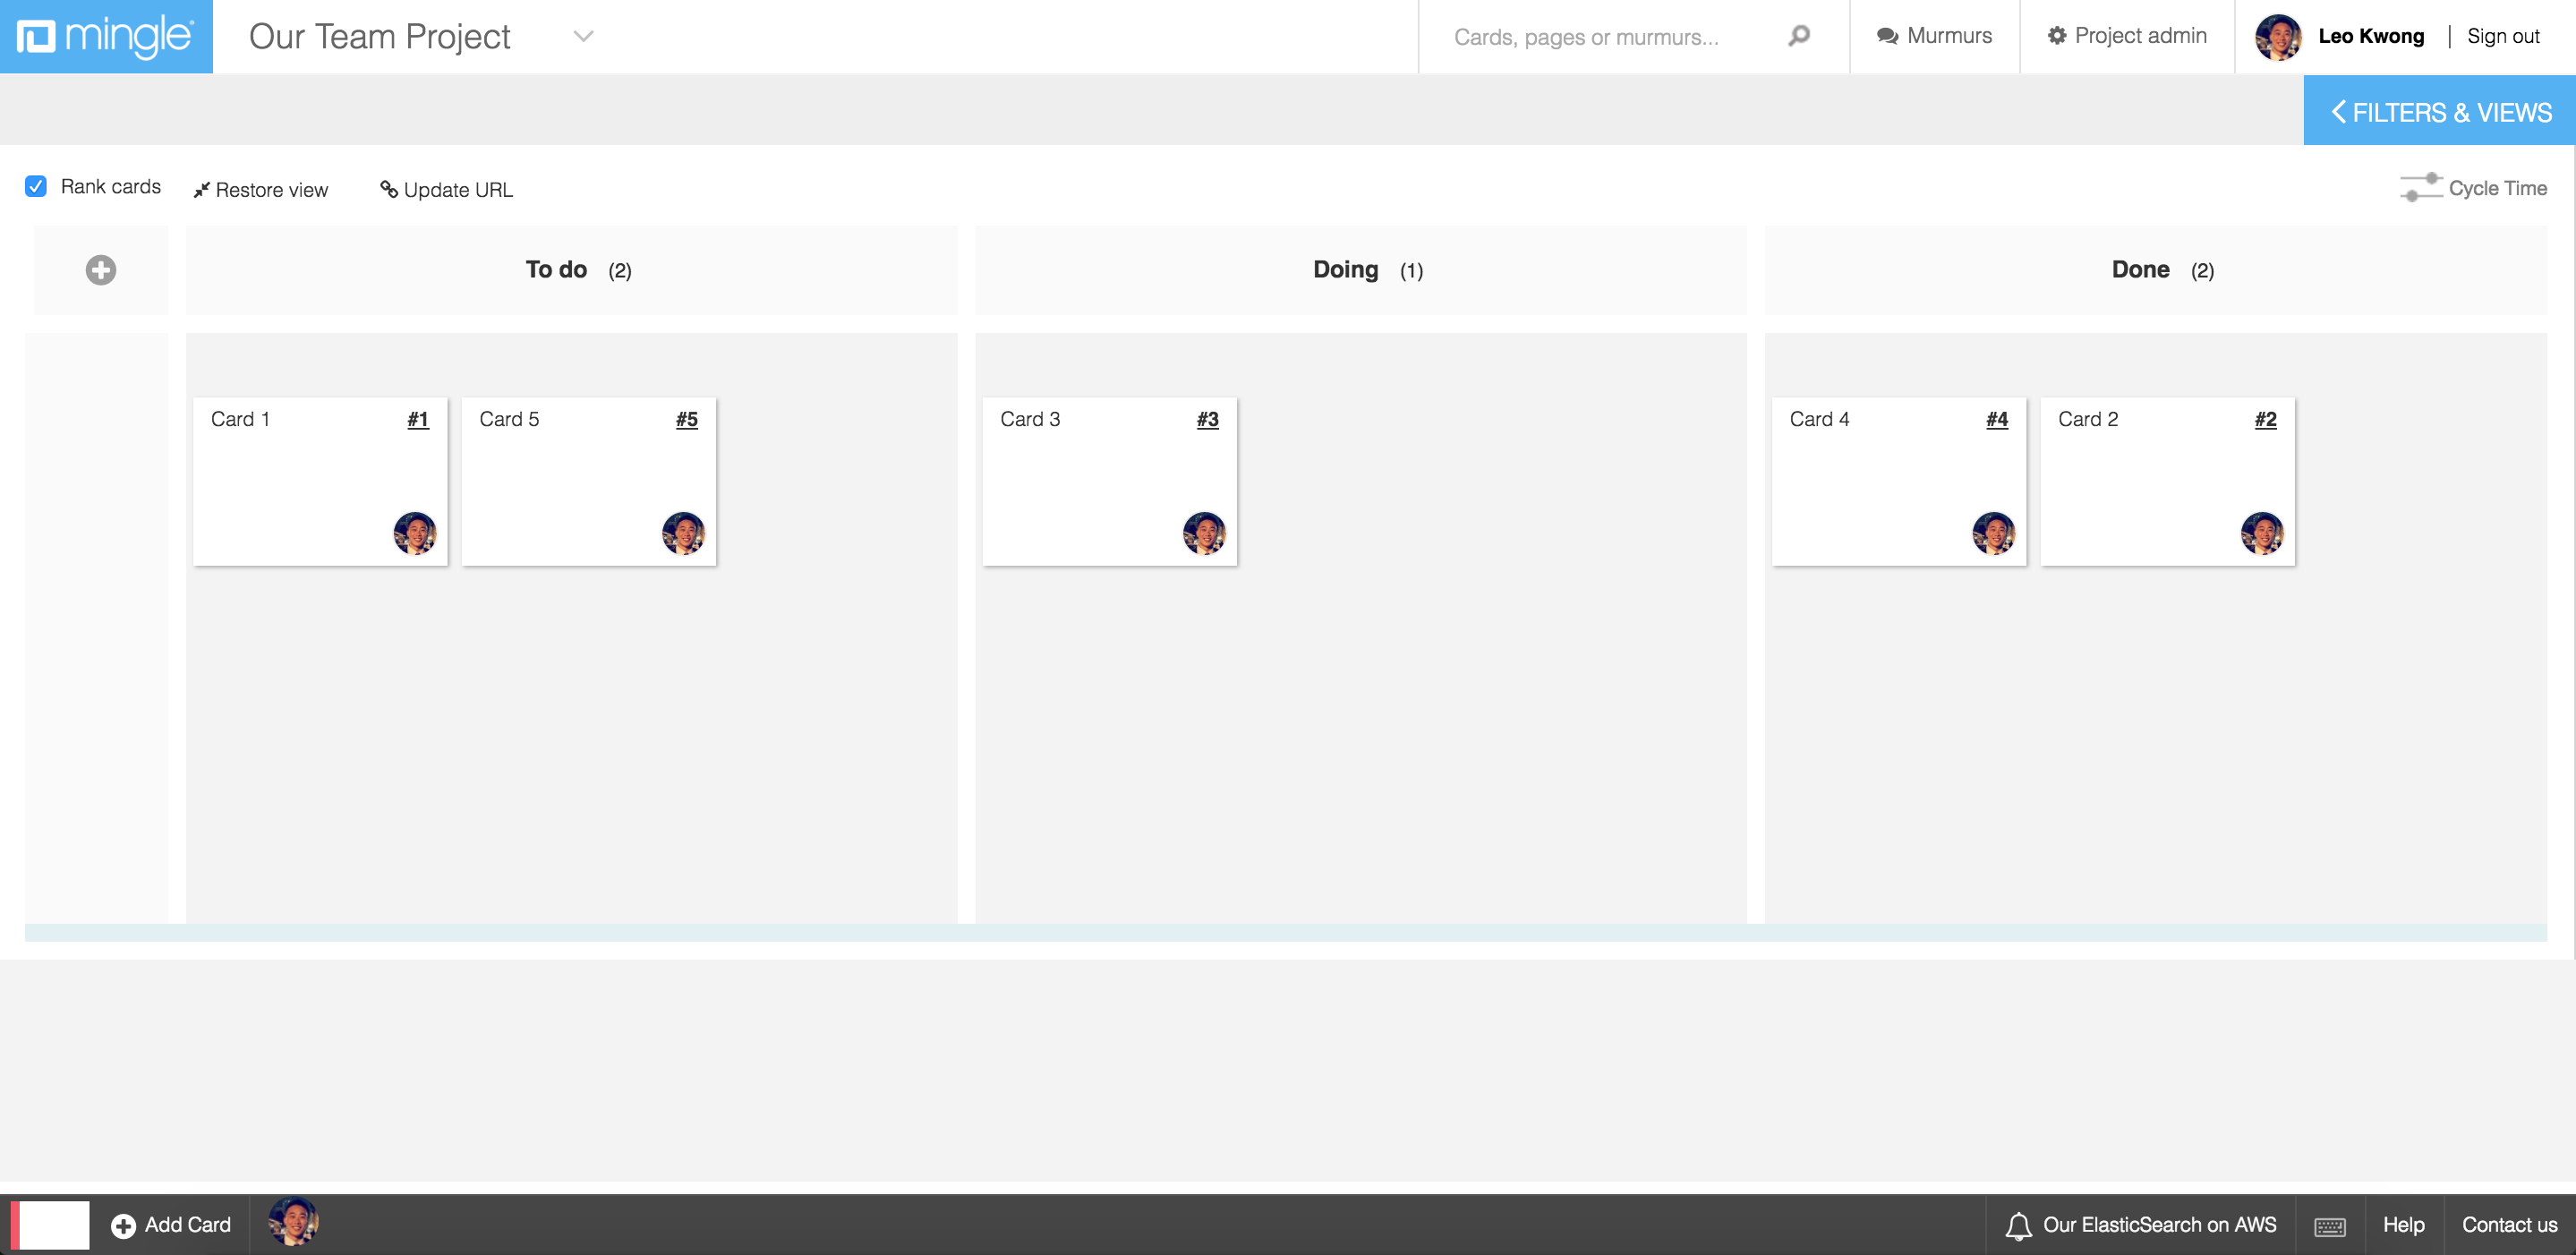 mingle
Our Team Project
Cards, pages or murmurs...
Murmurs
Project admin
Leo Kwong | Sign out
FILTERS & VIEWS
Rank cards
Restore view
Update URL
Cycle Time
To do (2)
Doing (1)
Done (2)
Card 1 #1
Card 5 #5
Card 3 #3
Card 4 #4
Card 2 #2
Add Card
Our ElasticSearch on AWS
Help
Contact us